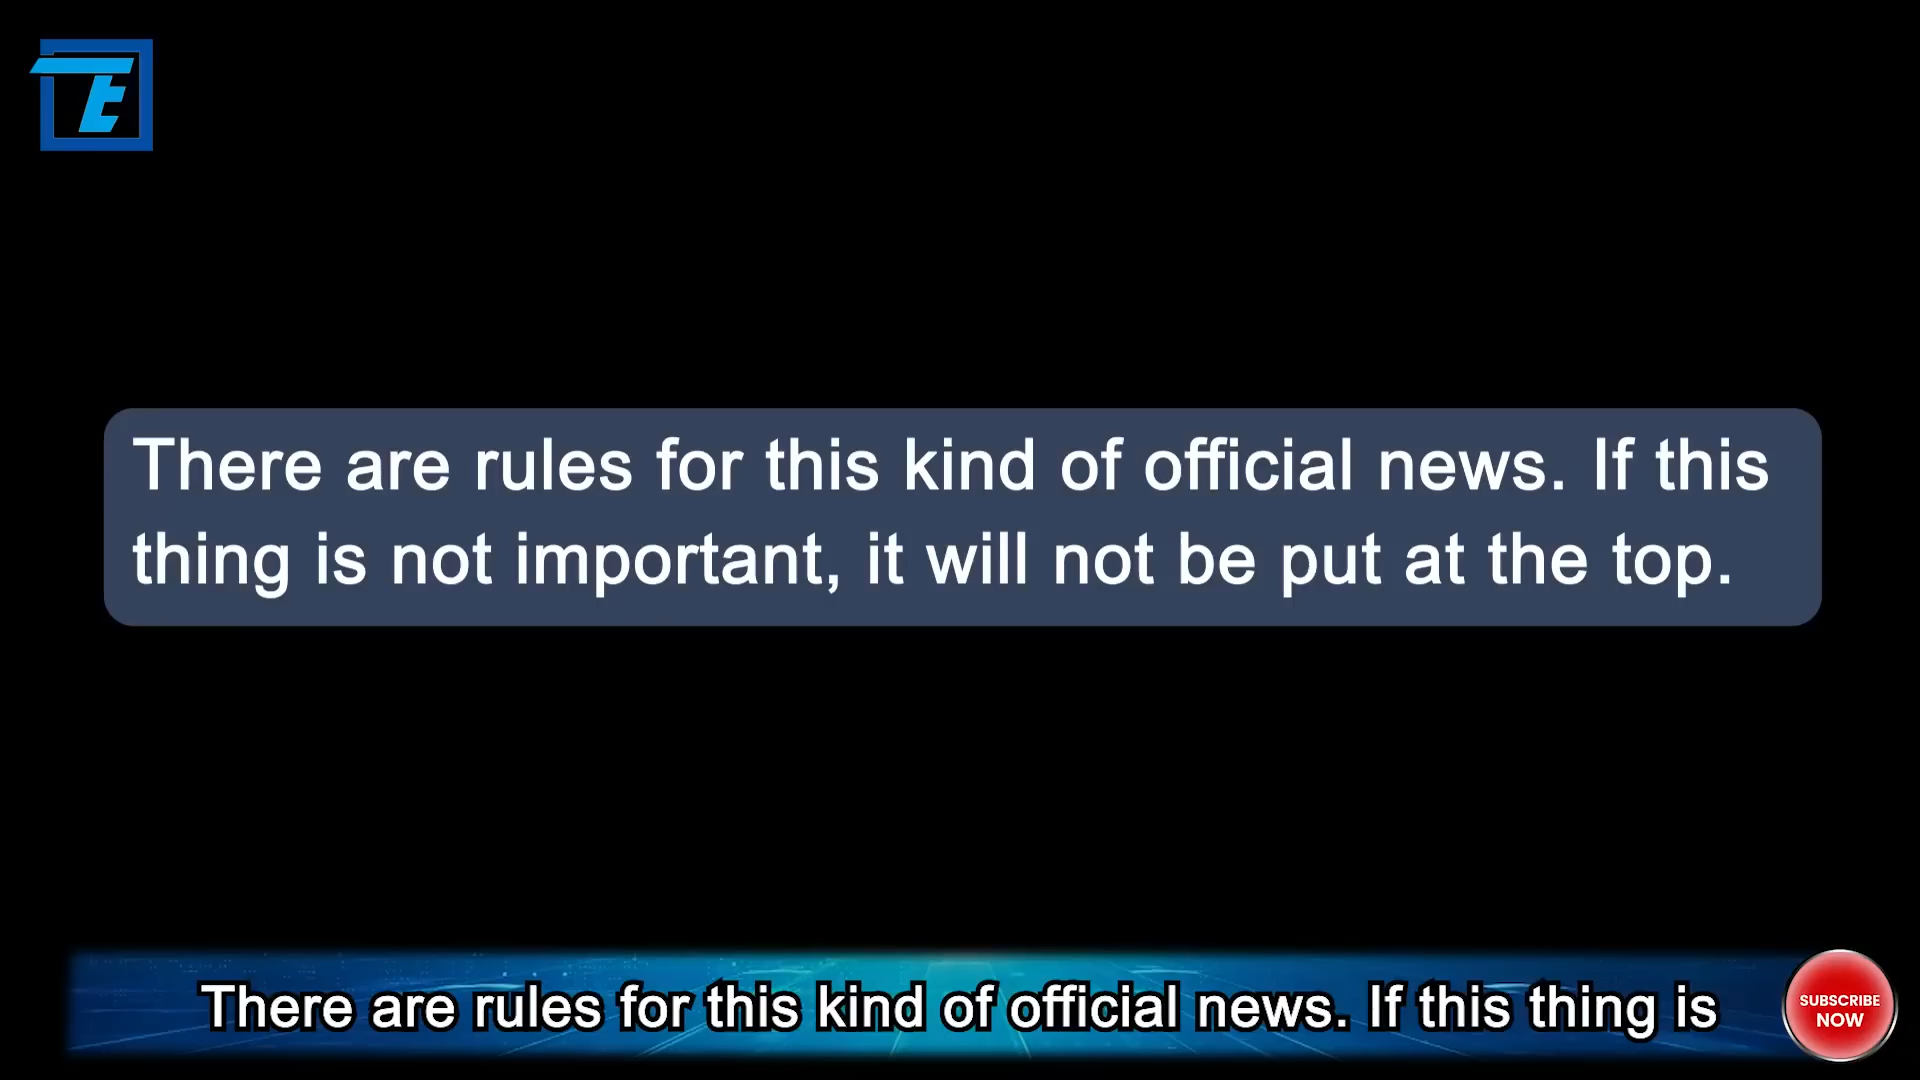 TE
There are rules for this kind of official news. If this
thing is not important, it will not be put at the top.
There are rules for this kind of official news. If this thing is
SUBSCRIBE
NOW